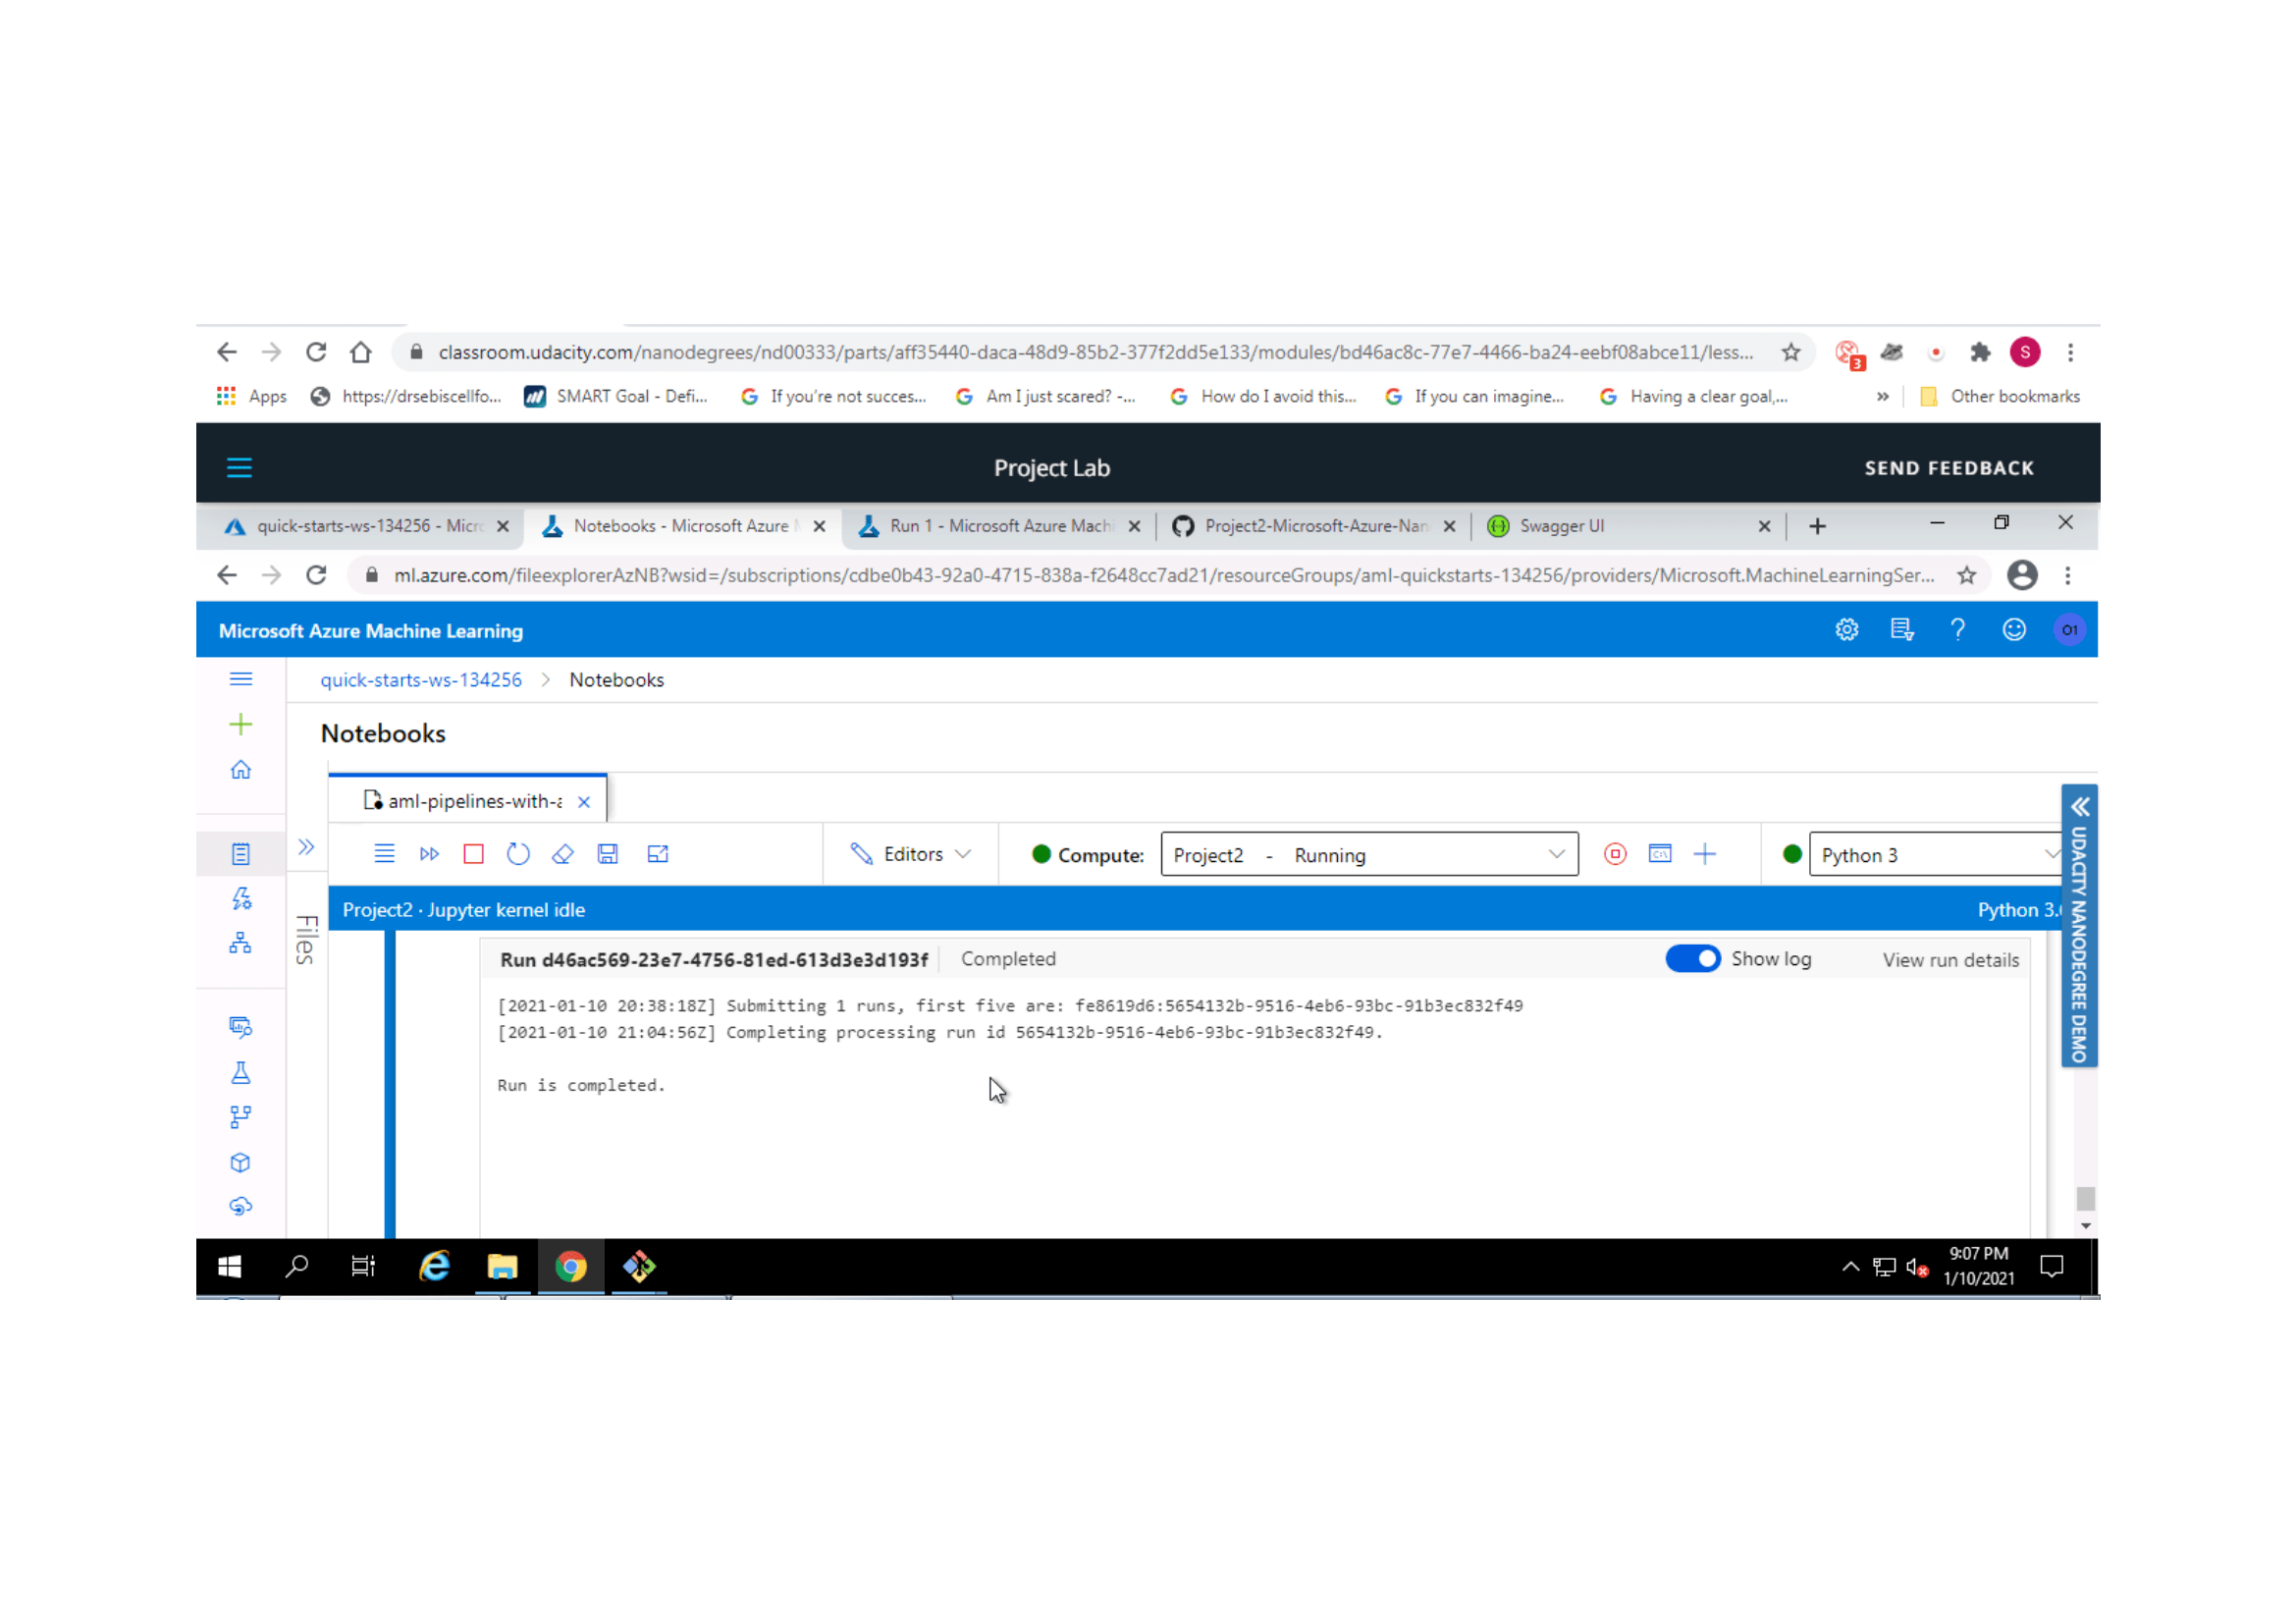 classroom.udacity.com/nanodegrees/nd00333/parts/aff35440-daca-48d9-85b2-377f2dd5e133/modules/bd46ac8c-77e7-4466-ba24-eebf08abce11/less... 3 S
Apps https://drsebiscellfo... SMART Goal - Defi... If you're not succes... Am I just scared? -... How do I avoid this... If you can imagine... Having a clear goal,... » Other bookmarks
Project Lab SEND FEEDBACK
quick-starts-ws-134256 - Micro Notebooks - Microsoft Azure Run 1 - Microsoft Azure Machi Project2-Microsoft-Azure-Nan Swagger UI
ml.azure.com/fileexplorerAzNB?wsid=/subscriptions/cdbe0b43-92a0-4715-838a-f2648cc7ad21/resourceGroups/aml-quickstarts-134256/providers/Microsoft.MachineLearningSer...
Microsoft Azure Machine Learning O1
quick-starts-ws-134256 > Notebooks
Notebooks
aml-pipelines-with-a
Editors Compute: Project2 - Running Python 3
Project2 · Jupyter kernel idle Python 3.
Files
UDACITY NANODEGREE DEMO
Run d46ac569-23e7-4756-81ed-613d3e3d193f Completed Show log View run details
[2021-01-10 20:38:18Z] Submitting 1 runs, first five are: fe8619d6:5654132b-9516-4eb6-93bc-91b3ec832f49
[2021-01-10 21:04:56Z] Completing processing run id 5654132b-9516-4eb6-93bc-91b3ec832f49.
Run is completed.
9:07 PM
1/10/2021